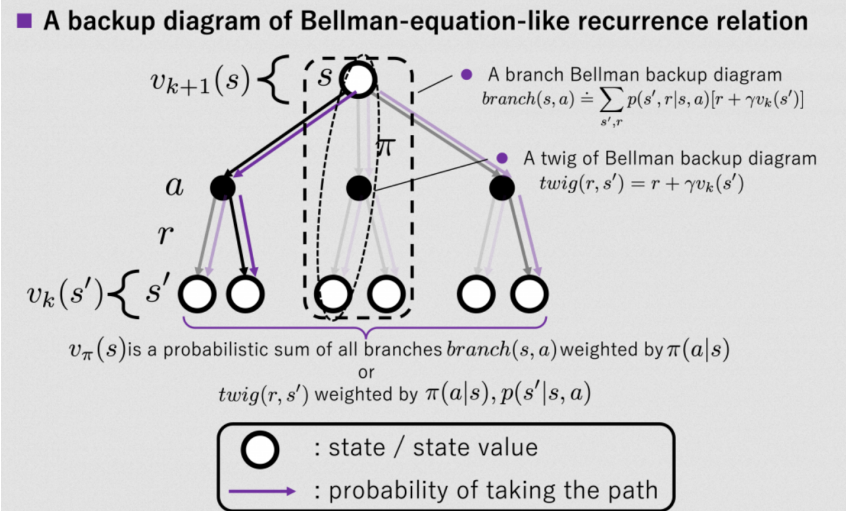 ■ A backup diagram of Bellman-equation-like recurrence relation
v_{k+1}(s) { s
● A branch Bellman backup diagram
branch(s, a) ≐ ∑_{s′,r} p(s′, r|s, a)[r + γv_k(s′)]
π
● A twig of Bellman backup diagram
a
twig(r, s′) = r + γv_k(s′)
r
v_k(s′) { s′
v_π(s) is a probabilistic sum of all branches branch(s, a) weighted by π(a|s)
or
twig(r, s′) weighted by π(a|s), p(s′|s, a)
: state / state value
: probability of taking the path